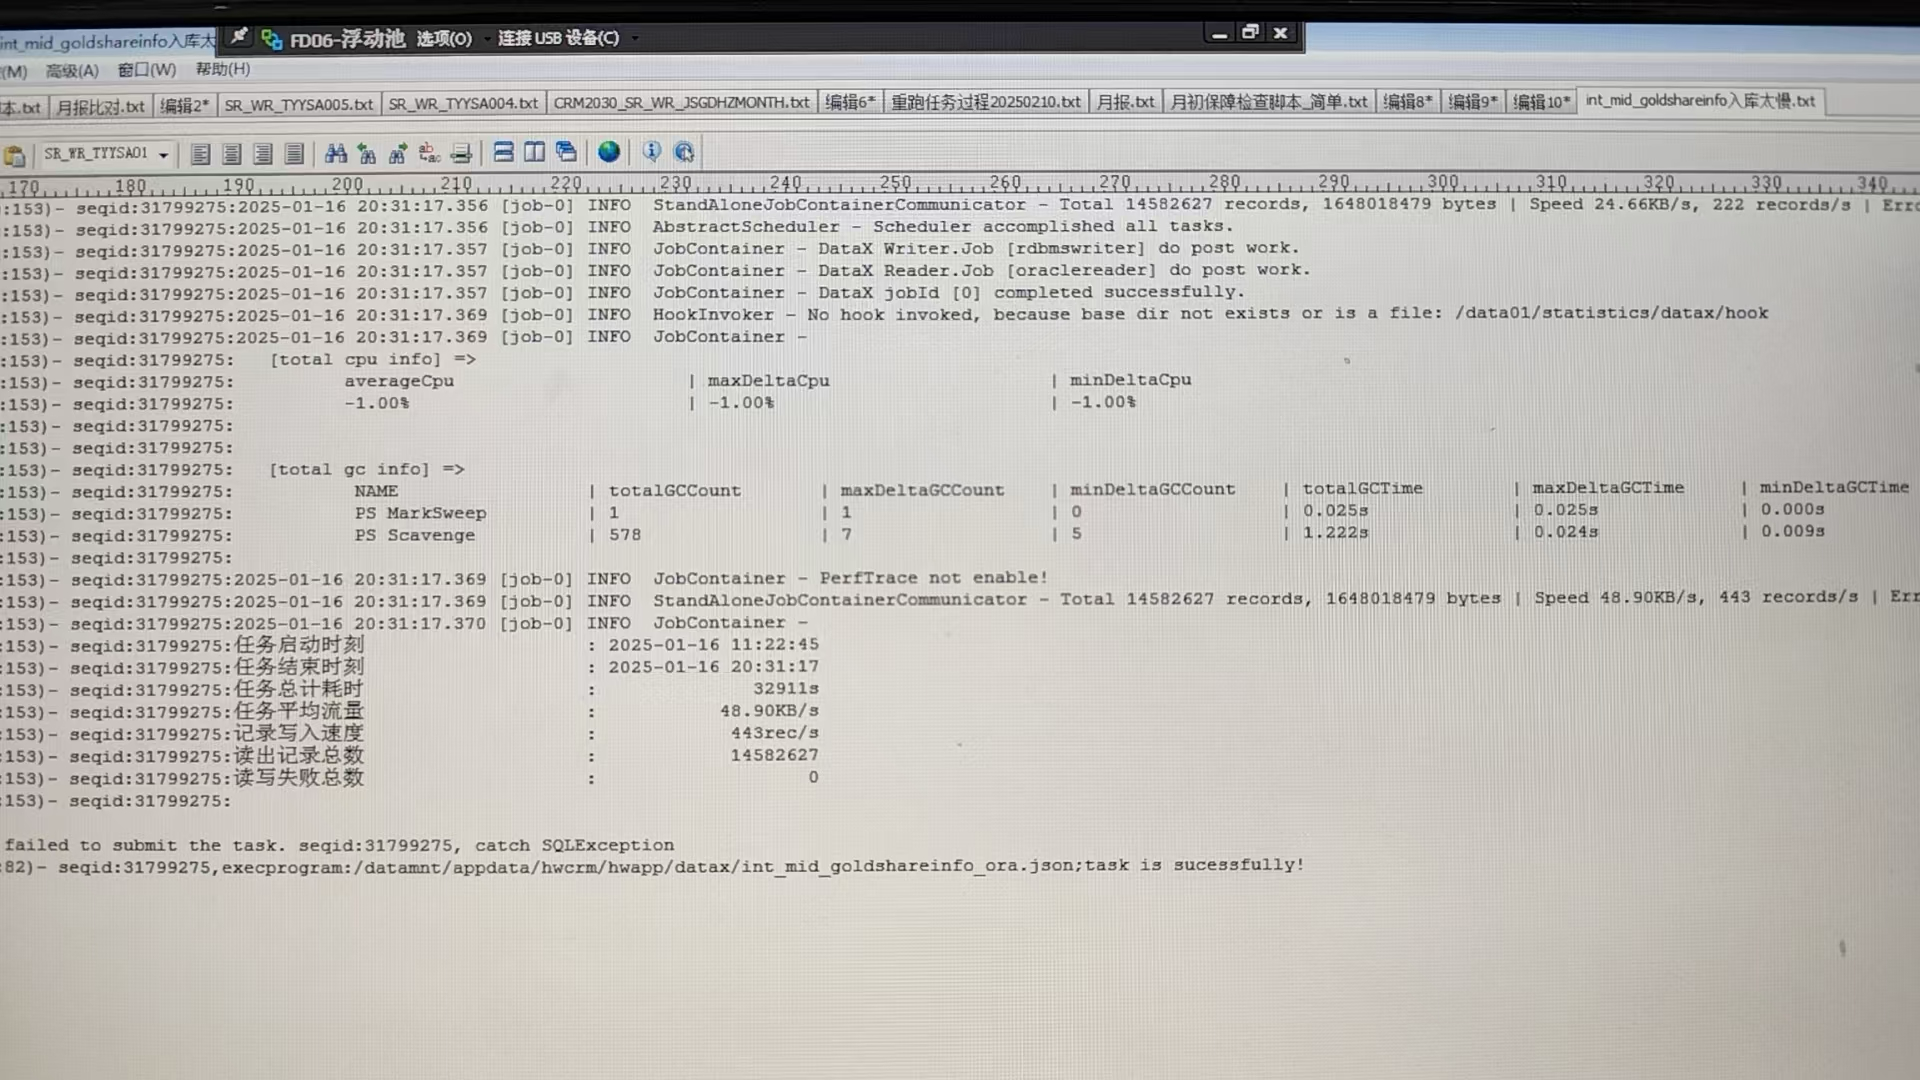 int_mid_goldshareinfo入库太
FD06-浮动池 选项(O) 连接 USB 设备(C)
(M) 高级(A) 窗口(W) 帮助(H)
本.txt 月报比对.txt 编辑2* SR_WR_TYYSA005.txt SR_WR_TYYSA004.txt CRM2030_SR_WR_JSGDHZMONTH.txt 编辑6* 重跑任务过程20250210.txt 月报.txt 月初保障检查脚本_简单.txt 编辑8* 编辑9* 编辑10* int_mid_goldshareinfo入库太慢.txt
SR_WR_TYYSA01
170 180 190 200 210 220 230 240 250 260 270 280 290 300 310 320 330 340
:153)- seqid:31799275:2025-01-16 20:31:17.356 [job-0] INFO StandAloneJobContainerCommunicator - Total 14582627 records, 1648018479 bytes | Speed 24.66KB/s, 222 records/s | Erro
:153)- seqid:31799275:2025-01-16 20:31:17.356 [job-0] INFO AbstractScheduler - Scheduler accomplished all tasks.
:153)- seqid:31799275:2025-01-16 20:31:17.357 [job-0] INFO JobContainer - DataX Writer.Job [rdbmswriter] do post work.
:153)- seqid:31799275:2025-01-16 20:31:17.357 [job-0] INFO JobContainer - DataX Reader.Job [oraclereader] do post work.
:153)- seqid:31799275:2025-01-16 20:31:17.357 [job-0] INFO JobContainer - DataX jobId [0] completed successfully.
:153)- seqid:31799275:2025-01-16 20:31:17.369 [job-0] INFO HookInvoker - No hook invoked, because base dir not exists or is a file: /data01/statistics/datax/hook
:153)- seqid:31799275:2025-01-16 20:31:17.369 [job-0] INFO JobContainer -
:153)- seqid:31799275: [total cpu info] =>
:153)- seqid:31799275: averageCpu | maxDeltaCpu | minDeltaCpu
:153)- seqid:31799275: -1.00% | -1.00% | -1.00%
:153)- seqid:31799275:
:153)- seqid:31799275:
:153)- seqid:31799275: [total gc info] =>
:153)- seqid:31799275: NAME | totalGCCount | maxDeltaGCCount | minDeltaGCCount | totalGCTime | maxDeltaGCTime | minDeltaGCTime
:153)- seqid:31799275: PS MarkSweep | 1 | 1 | 0 | 0.025s | 0.025s | 0.000s
:153)- seqid:31799275: PS Scavenge | 578 | 7 | 5 | 1.222s | 0.024s | 0.009s
:153)- seqid:31799275:
:153)- seqid:31799275:2025-01-16 20:31:17.369 [job-0] INFO JobContainer - PerfTrace not enable!
:153)- seqid:31799275:2025-01-16 20:31:17.369 [job-0] INFO StandAloneJobContainerCommunicator - Total 14582627 records, 1648018479 bytes | Speed 48.90KB/s, 443 records/s | Err
:153)- seqid:31799275:2025-01-16 20:31:17.370 [job-0] INFO JobContainer -
:153)- seqid:31799275:任务启动时刻 : 2025-01-16 11:22:45
:153)- seqid:31799275:任务结束时刻 : 2025-01-16 20:31:17
:153)- seqid:31799275:任务总计耗时 : 32911s
:153)- seqid:31799275:任务平均流量 : 48.90KB/s
:153)- seqid:31799275:记录写入速度 : 443rec/s
:153)- seqid:31799275:读出记录总数 : 14582627
:153)- seqid:31799275:读写失败总数 : 0
:153)- seqid:31799275:
failed to submit the task. seqid:31799275, catch SQLException
:82)- seqid:31799275,execprogram:/datamnt/appdata/hwcrm/hwapp/datax/int_mid_goldshareinfo_ora.json;task is sucessfully!